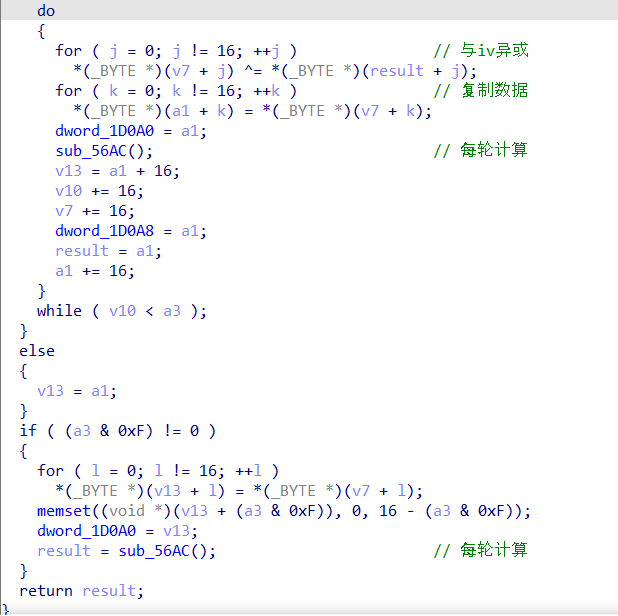 do
{
for ( j = 0; j != 16; ++j ) // 与iv异或
*(_BYTE *)(v7 + j) ^= *(_BYTE *)(result + j);
for ( k = 0; k != 16; ++k ) // 复制数据
*(_BYTE *)(a1 + k) = *(_BYTE *)(v7 + k);
dword_1D0A0 = a1;
sub_56AC(); // 每轮计算
v13 = a1 + 16;
v10 += 16;
v7 += 16;
dword_1D0A8 = a1;
result = a1;
a1 += 16;
}
while ( v10 < a3 );
}
else
{
v13 = a1;
}
if ( (a3 & 0xF) != 0 )
{
for ( l = 0; l != 16; ++l )
*(_BYTE *)(v13 + l) = *(_BYTE *)(v7 + l);
memset((void *)(v13 + (a3 & 0xF)), 0, 16 - (a3 & 0xF));
dword_1D0A0 = v13;
result = sub_56AC(); // 每轮计算
}
return result;
}